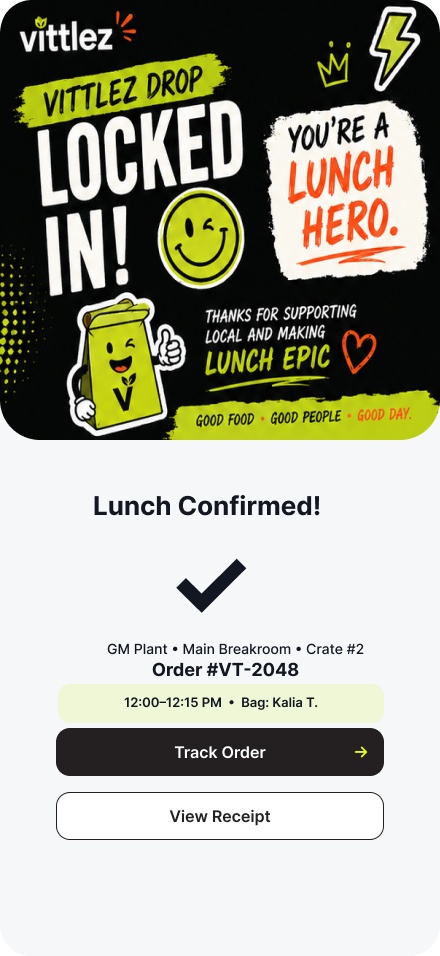 vittlez
VITTLEZ DROP
LOCKED
IN!
YOU'RE A
LUNCH
HERO.
THANKS FOR SUPPORTING
LOCAL AND MAKING
LUNCH EPIC
V
GOOD FOOD • GOOD PEOPLE • GOOD DAY.
Lunch Confirmed!
GM Plant • Main Breakroom • Crate #2
Order #VT-2048
12:00–12:15 PM • Bag: Kalia T.
Track Order →
View Receipt